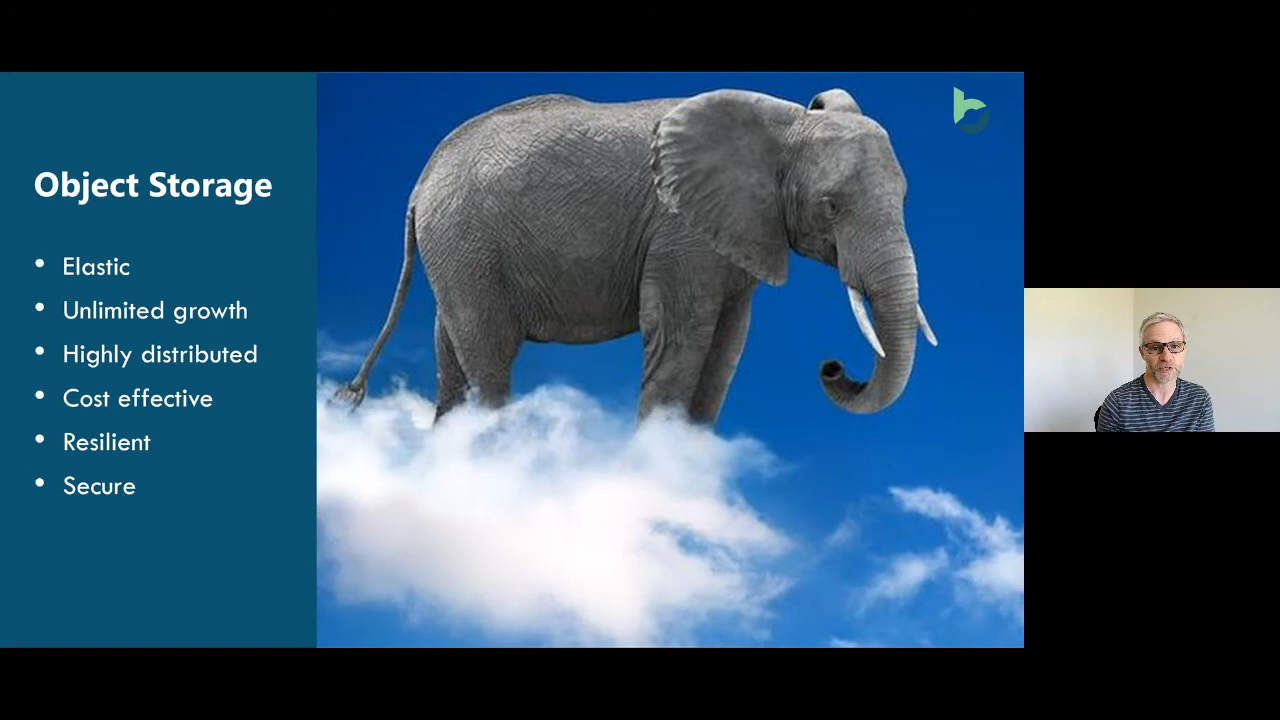 Object Storage
• Elastic
• Unlimited growth
• Highly distributed
• Cost effective
• Resilient
• Secure